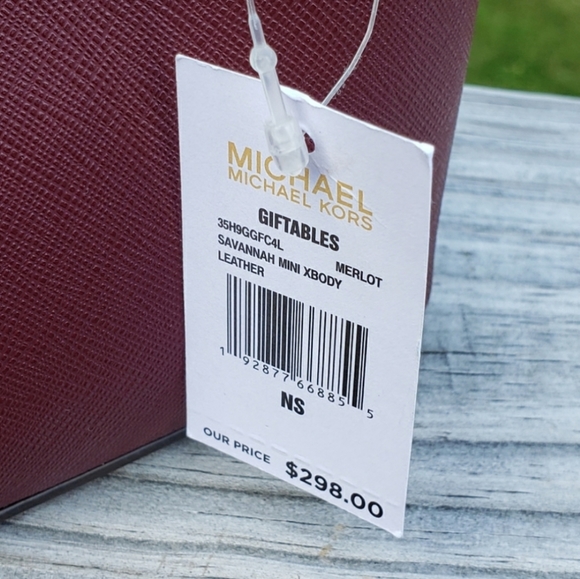 MICHAEL
MICHAEL KORS
GIFTABLES
35H9GGFC4L MERLOT
SAVANNAH MINI XBODY
LEATHER
1 92877 66885 5
NS
OUR PRICE $298.00